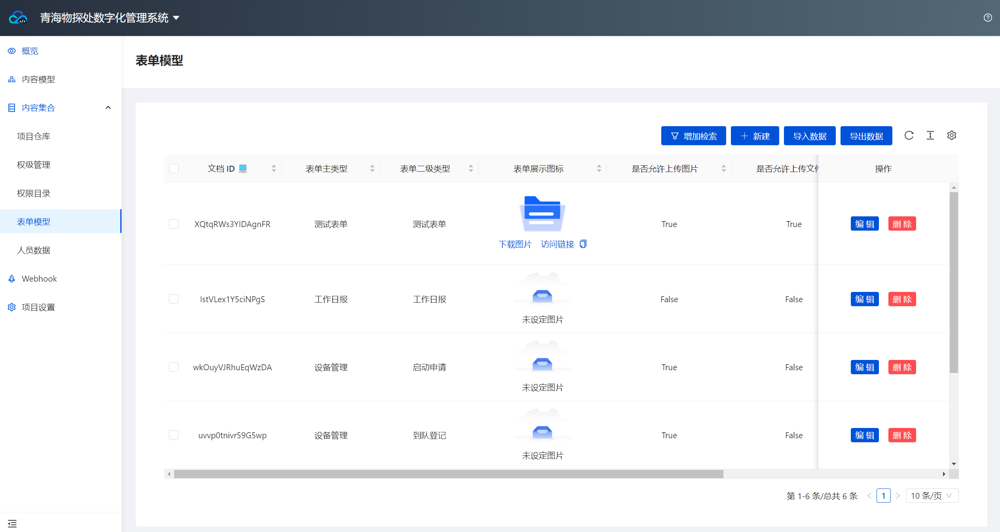 青海物探处数字化管理系统
概览
内容模型
内容集合
项目仓库
权级管理
权限目录
表单模型
人员数据
Webhook
项目设置
表单模型
增加检索 新建 导入数据 导出数据
文档 ID 表单主类型 表单二级类型 表单展示图标 是否允许上传图片 是否允许上传文件 操作
XQtqRWs3YIDAgnFR 测试表单 测试表单 True True 编辑 删除
下载图片 访问链接
IstVLex1Y5ciNPgS 工作日报 工作日报 False False 编辑 删除
未设定图片
wkOuyVJRhuEqWzDA 设备管理 启动申请 True False 编辑 删除
未设定图片
uvvp0tnivr59G5wp 设备管理 到队登记 True False 编辑 删除
未设定图片
第 1-6 条/总共 6 条 1 10 条/页